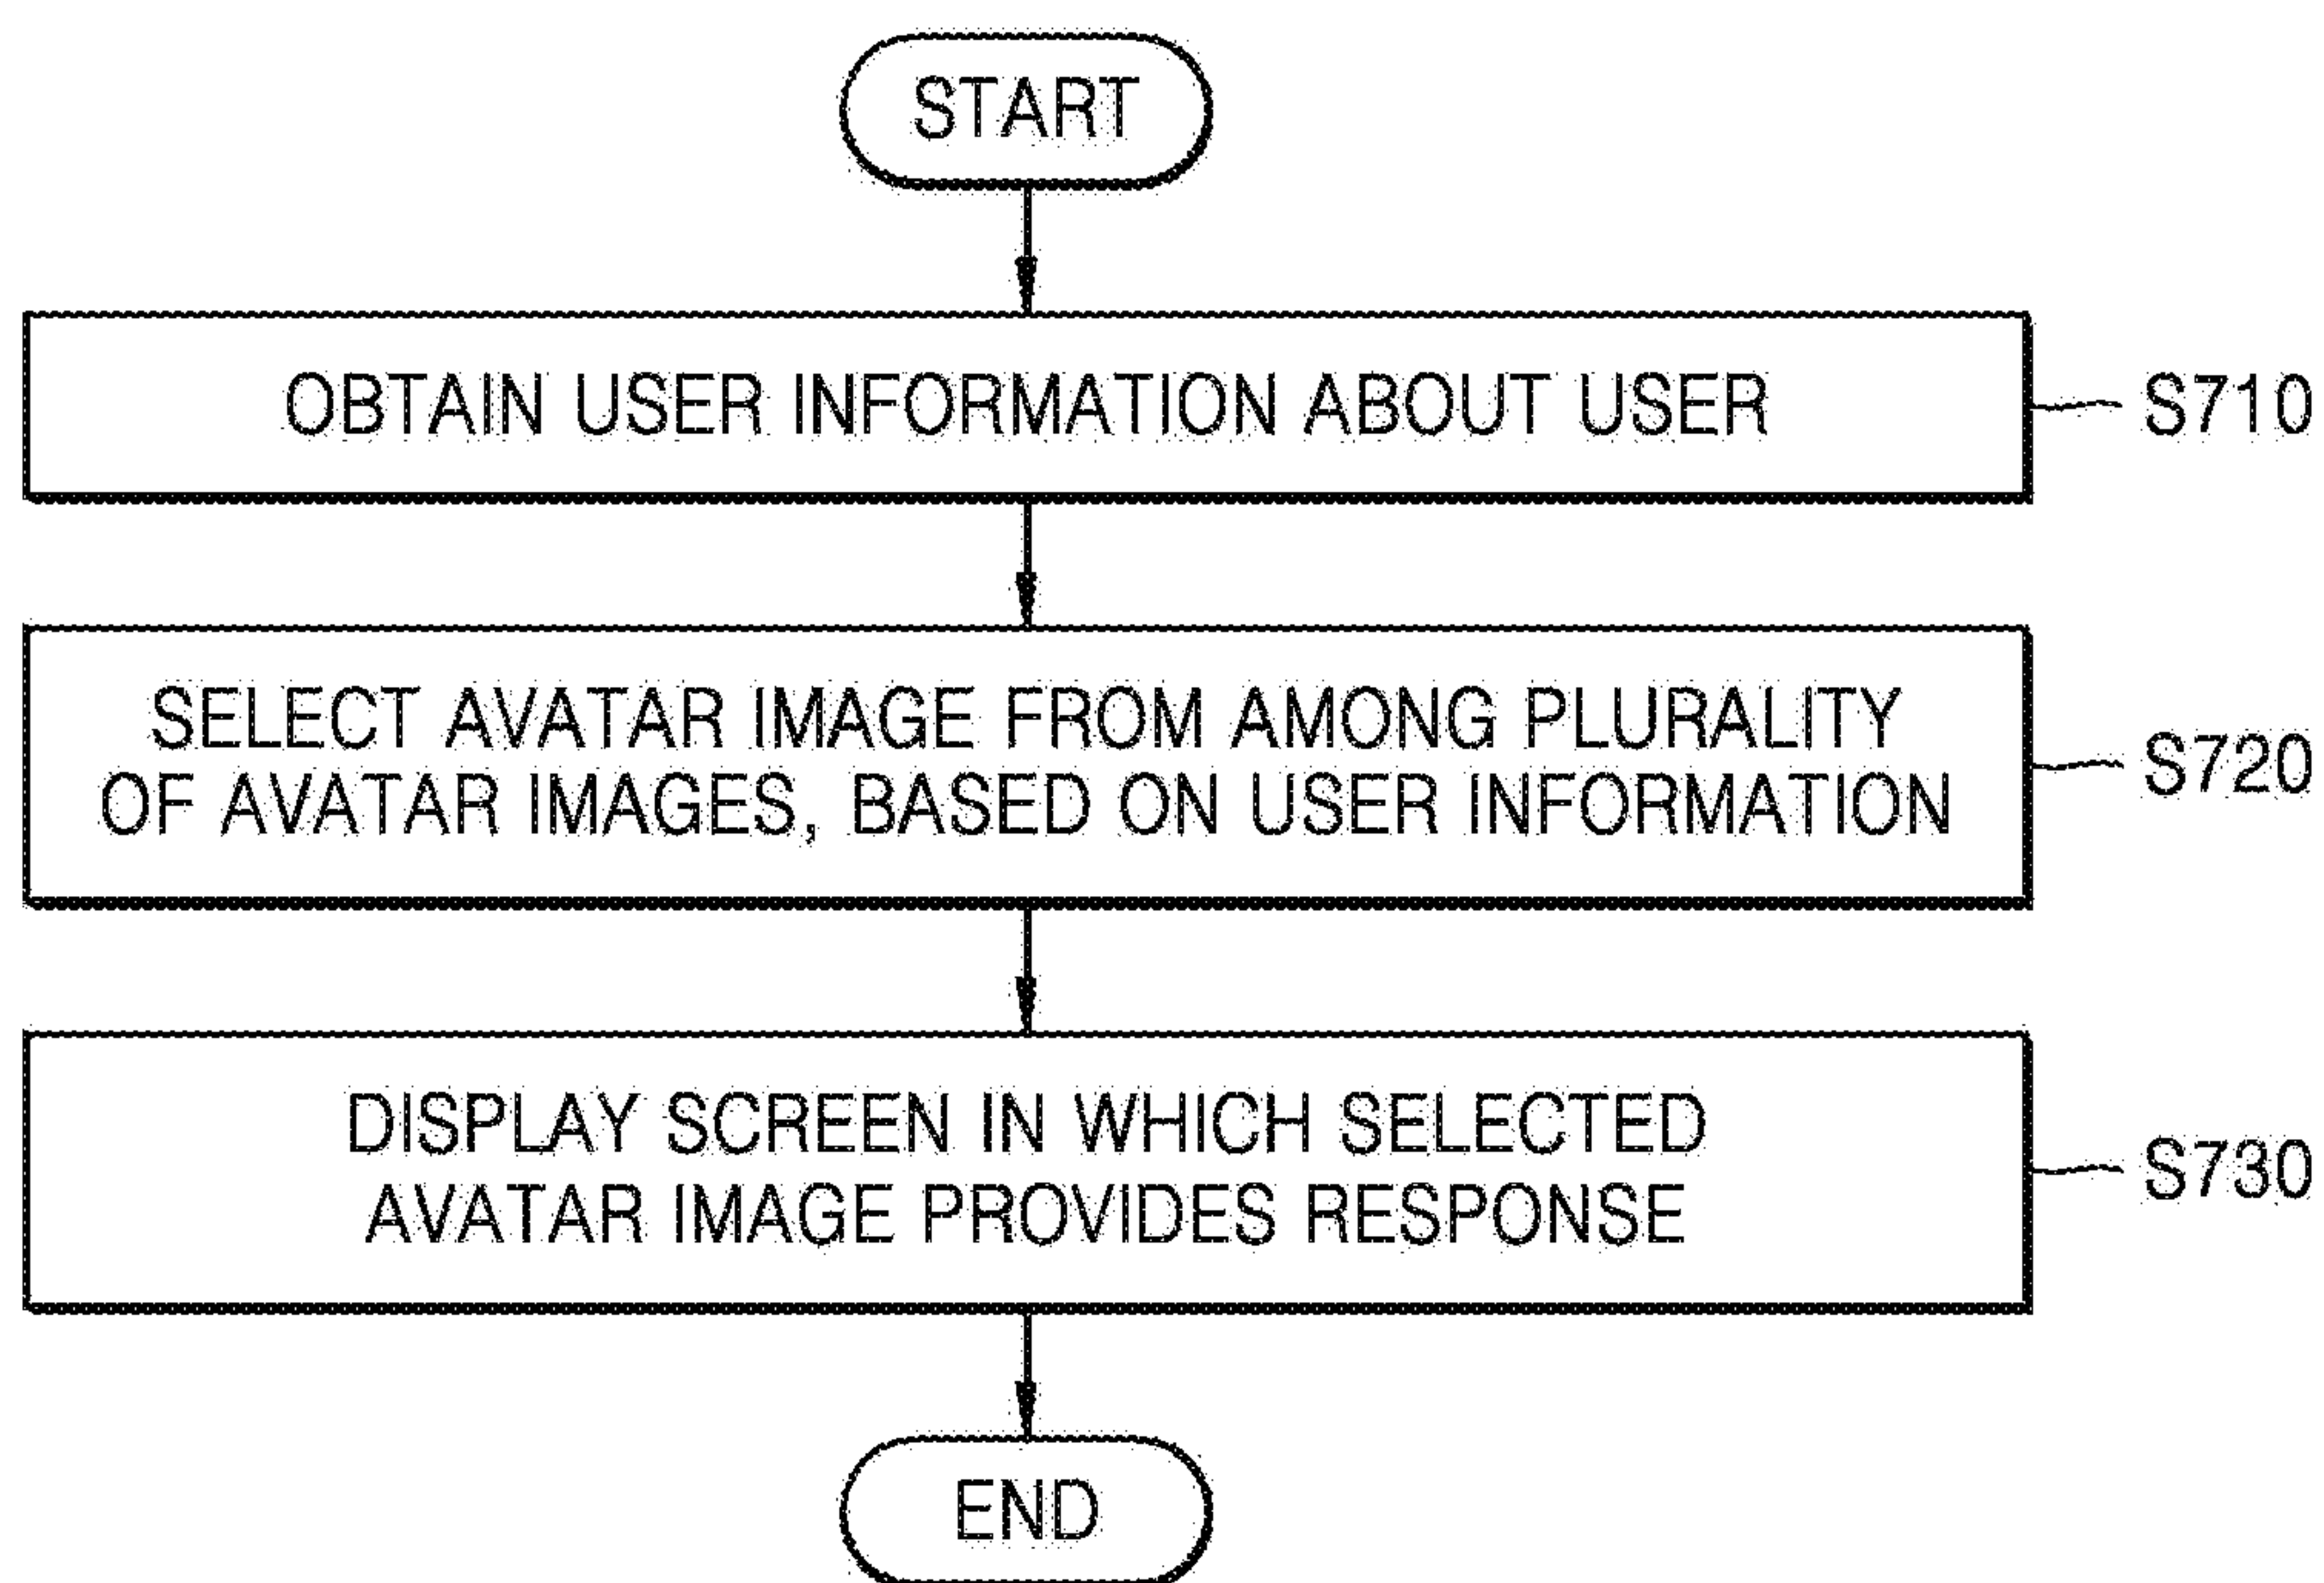 START
OBTAIN USER INFORMATION ABOUT USER
S710
SELECT AVATAR IMAGE FROM AMONG PLURALITY
OF AVATAR IMAGES, BASED ON USER INFORMATION
S720
DISPLAY SCREEN IN WHICH SELECTED
AVATAR IMAGE PROVIDES RESPONSE
S730
END